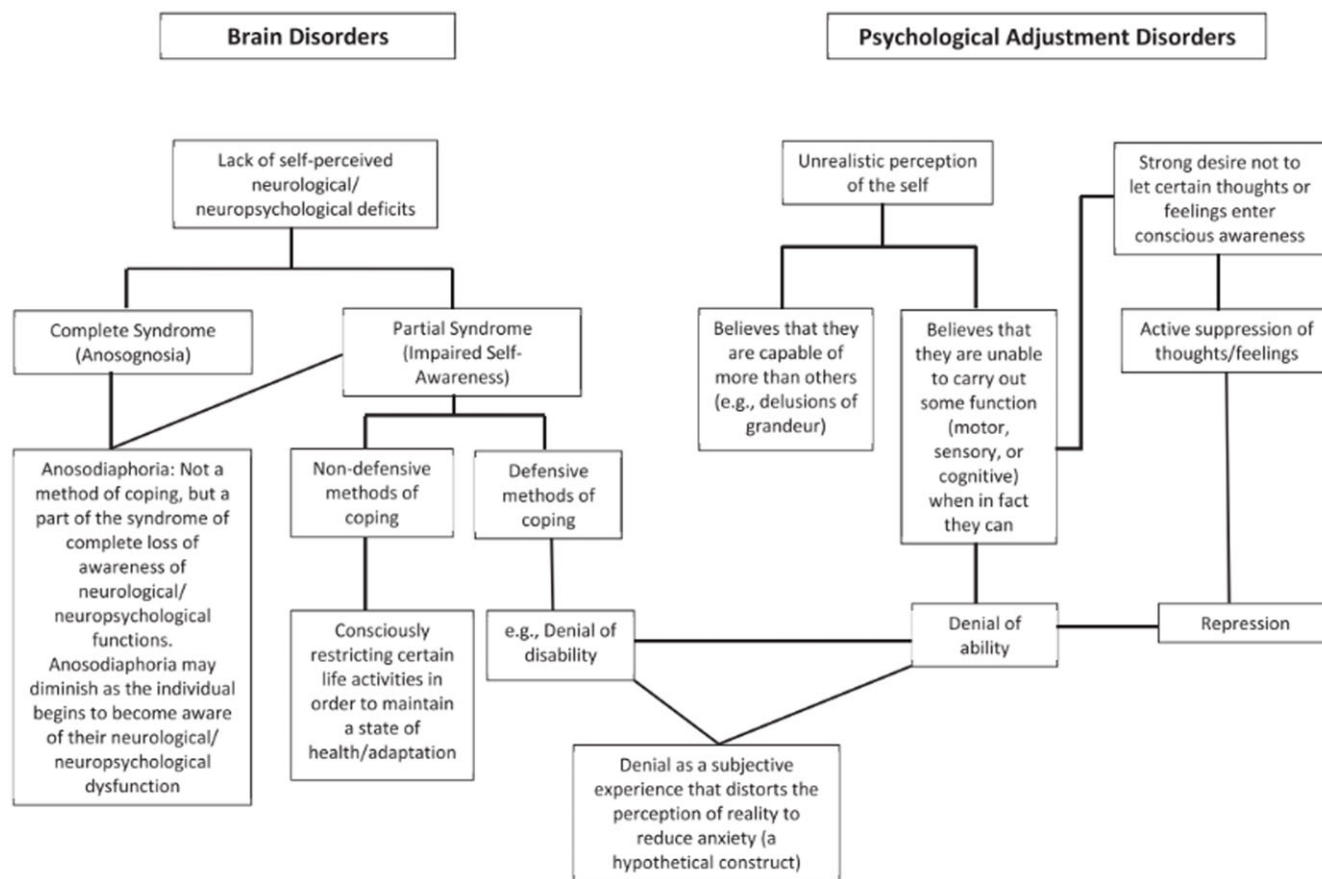 Brain Disorders
Psychological Adjustment Disorders
Lack of self-perceived
neurological/
neuropsychological deficits
Unrealistic perception
of the self
Strong desire not to
let certain thoughts or
feelings enter
conscious awareness
Complete Syndrome
(Anosognosia)
Partial Syndrome
(Impaired Self-
Awareness)
Believes that they
are capable of
more than others
(e.g., delusions of
grandeur)
Believes that
they are unable
to carry out
some function
(motor,
sensory, or
cognitive)
when in fact
they can
Active suppression of
thoughts/feelings
Anosodiaphoria: Not a
method of coping, but a
part of the syndrome of
complete loss of
awareness of
neurological/
neuropsychological
functions.
Anosodiaphoria may
diminish as the individual
begins to become aware
of their neurological/
neuropsychological
dysfunction
Non-defensive
methods of
coping
Defensive
methods of
coping
Consciously
restricting certain
life activities in
order to maintain
a state of
health/adaptation
e.g., Denial of
disability
Denial of
ability
Repression
Denial as a subjective
experience that distorts the
perception of reality to
reduce anxiety (a
hypothetical construct)